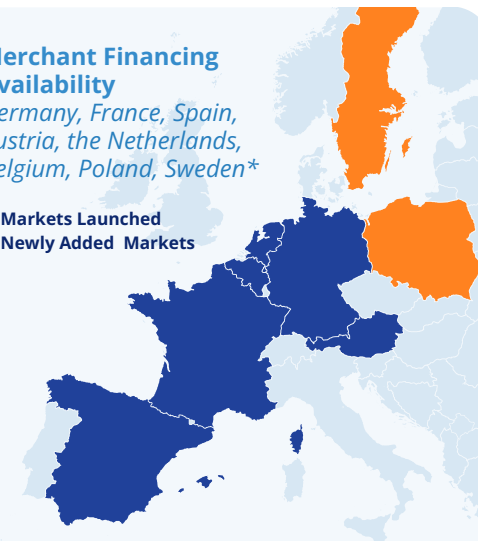 erchant Financing
vailability
ermany, France, Spain,
ustria, the Netherlands,
elgium, Poland, Sweden*
Markets Launched
Newly Added Markets